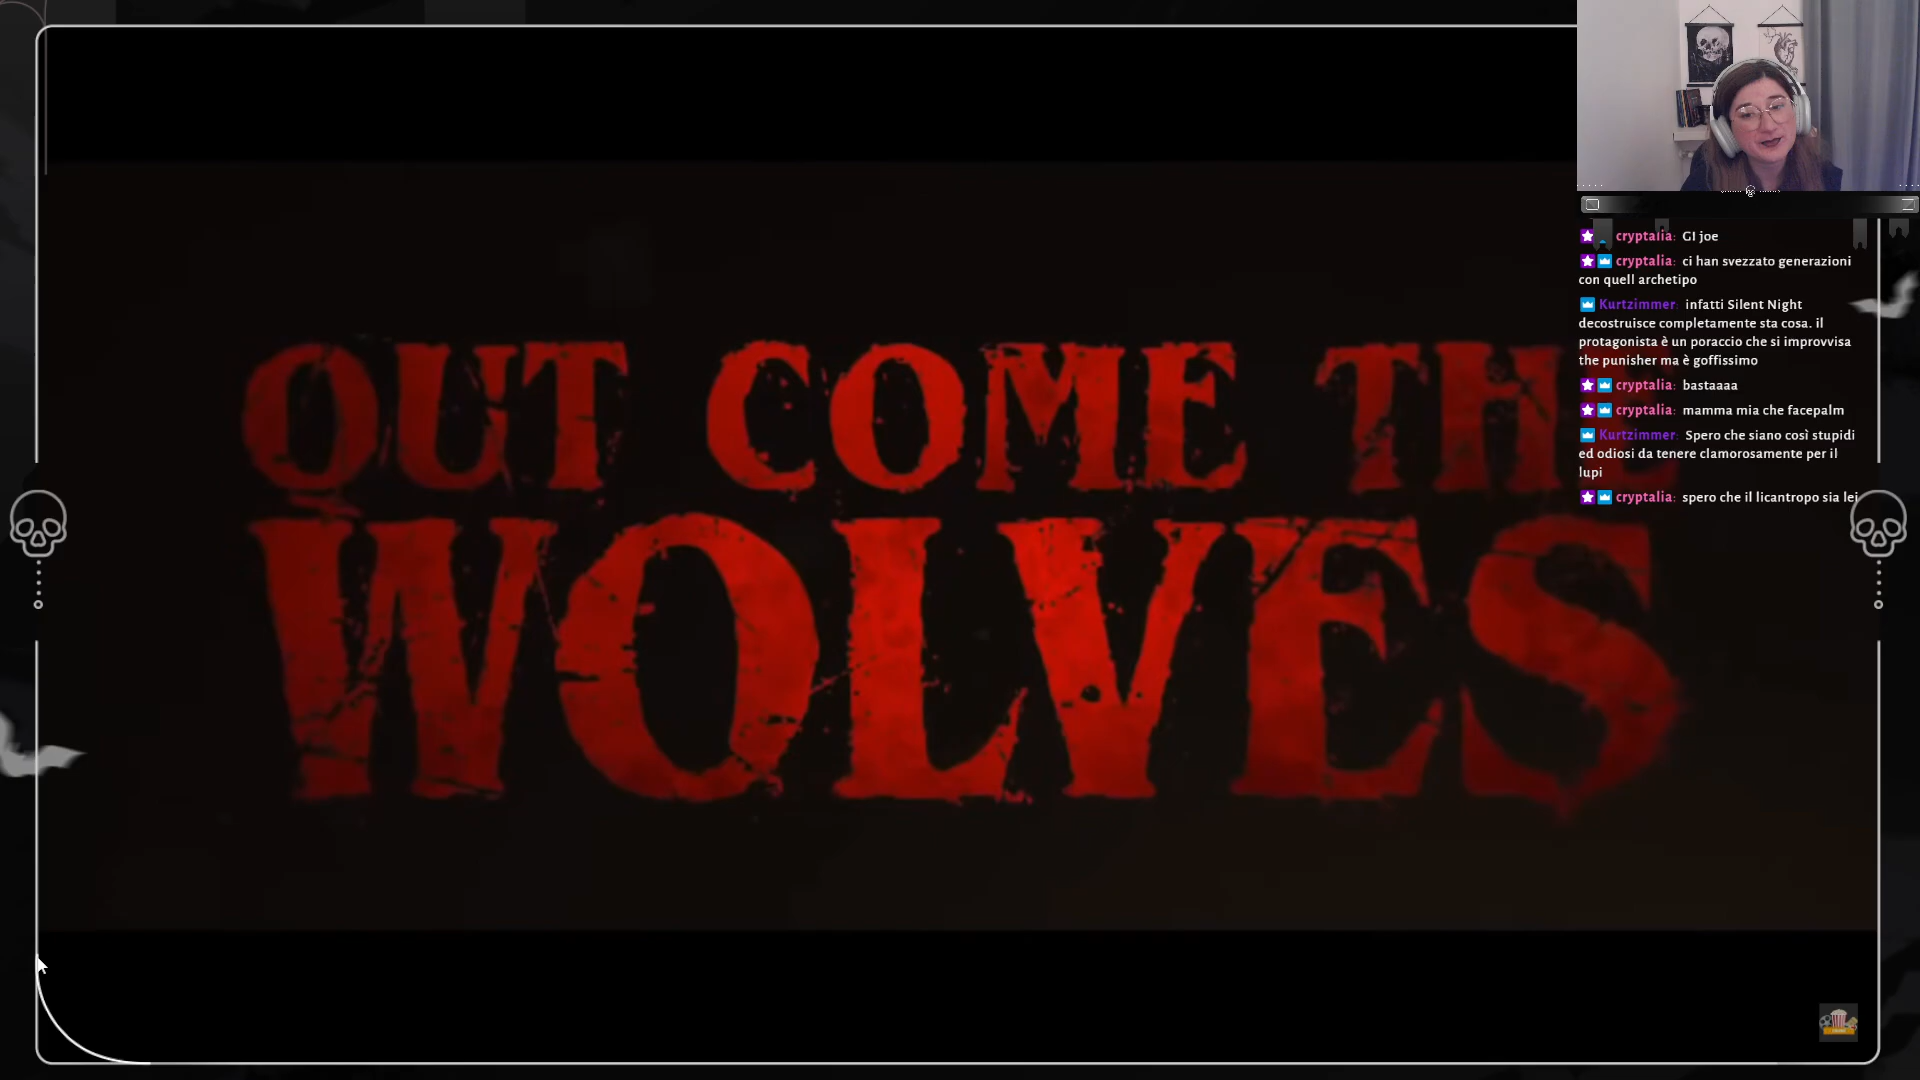 OUT COME THE
WOLVES
cryptalia: GI joe
cryptalia: ci han svezzato generazioni
con quell archetipo
Kurtzimmer: infatti Silent Night
decostruisce completamente sta cosa. il
protagonista è un poraccio che si improvvisa
the punisher ma è goffissimo
cryptalia: bastaaaa
cryptalia: mamma mia che facepalm
Kurtzimmer: Spero che siano così stupidi
ed odiosi da tenere clamorosamente per il
lupi
cryptalia: spero che il licantropo sia lei